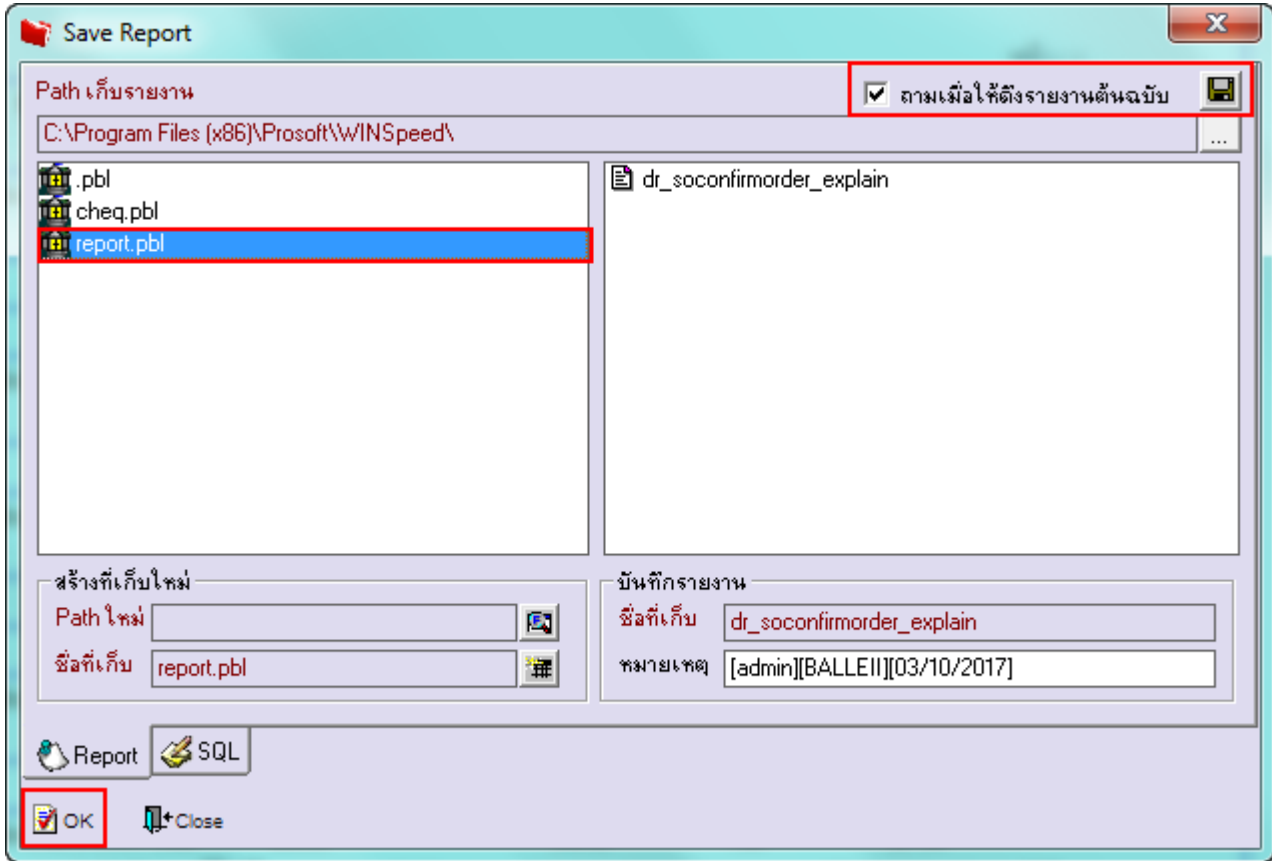 Save Report
Path เก็บรายงาน
ถามเมื่อให้ดึงรายงานต้นฉบับ
C:\Program Files (x86)\Prosoft\WINSpeed\
...
.pbl
cheq.pbl
report.pbl
dr_soconfirmorder_explain
สร้างที่เก็บใหม่
Path ใหม่
ชื่อที่เก็บ report.pbl
บันทึกรายงาน
ชื่อที่เก็บ dr_soconfirmorder_explain
หมายเหตุ [admin][BALLEII][03/10/2017]
Report SQL
OK Close